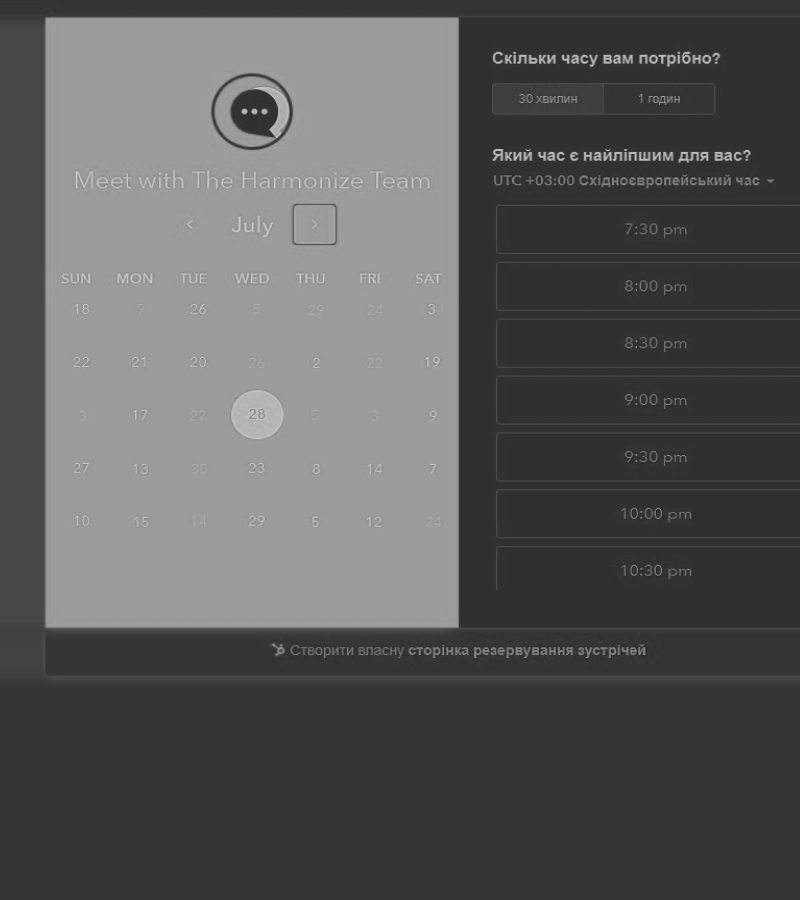 Meet with The Harmonize Team
July
SUN MON TUE WED THU FRI SAT
18 9 26 5 29 24 3
22 21 20 26 2 22 19
3 17 27 28 5 3 9
27 13 30 23 8 14 7
10 15 14 29 5 12 24
Скільки часу вам потрібно?
30 хвилин 1 годин
Який час є найліпшим для вас?
UTC +03:00 Східноєвропейський час
7:30 pm
8:00 pm
8:30 pm
9:00 pm
9:30 pm
10:00 pm
10:30 pm
Створити власну сторінка резервування зустрічей